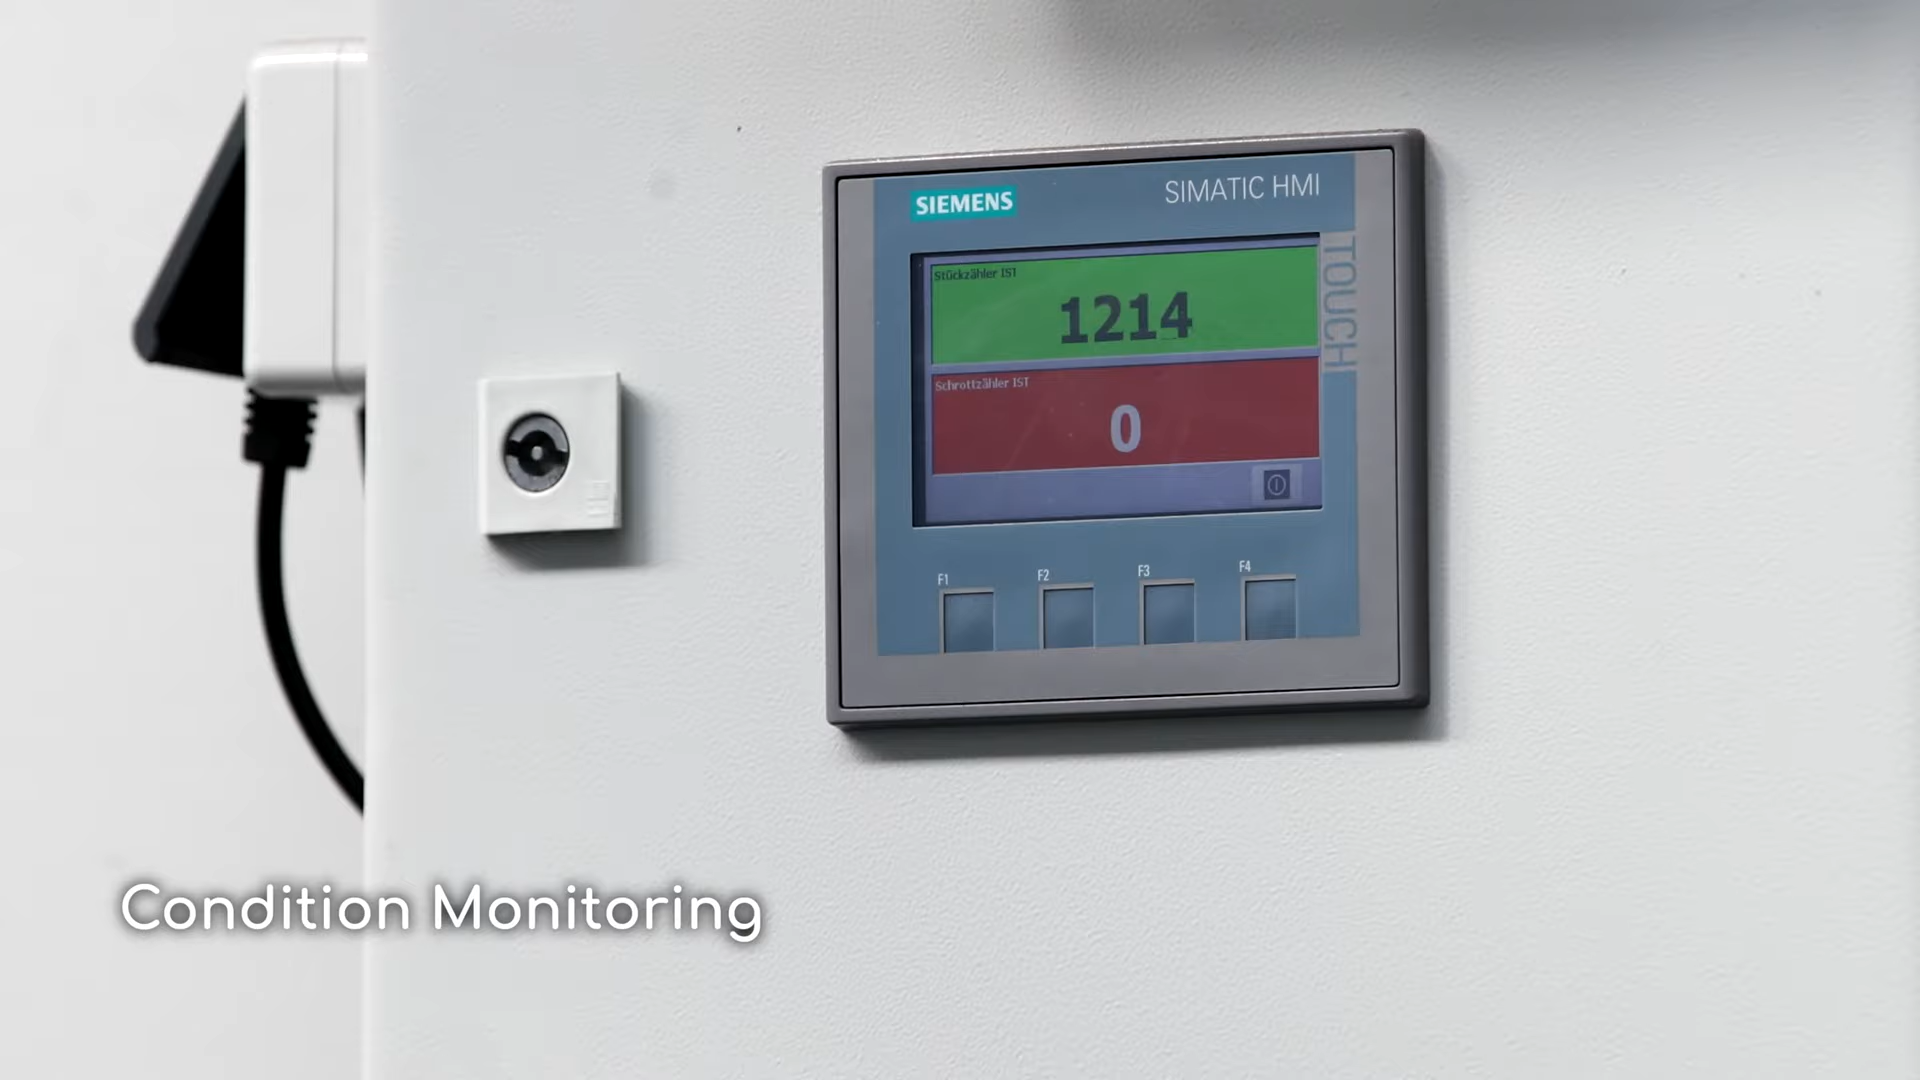 SIEMENS
SIMATIC HMI
TOUCH
Stückzähler IST
1214
Schrottzähler IST
0
F1
F2
F3
F4
Condition Monitoring